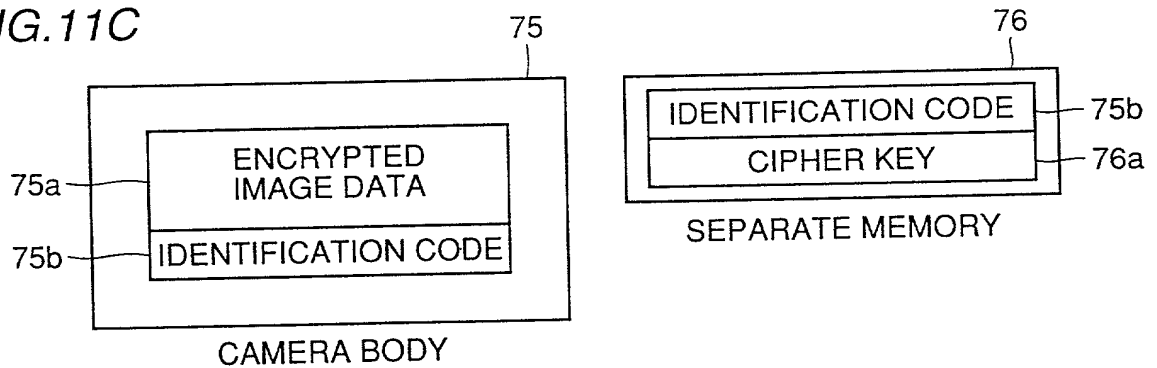 IG.11C
75
76
ENCRYPTED
IMAGE DATA
75a
IDENTIFICATION CODE
75b
CAMERA BODY
IDENTIFICATION CODE
75b
CIPHER KEY
76a
SEPARATE MEMORY